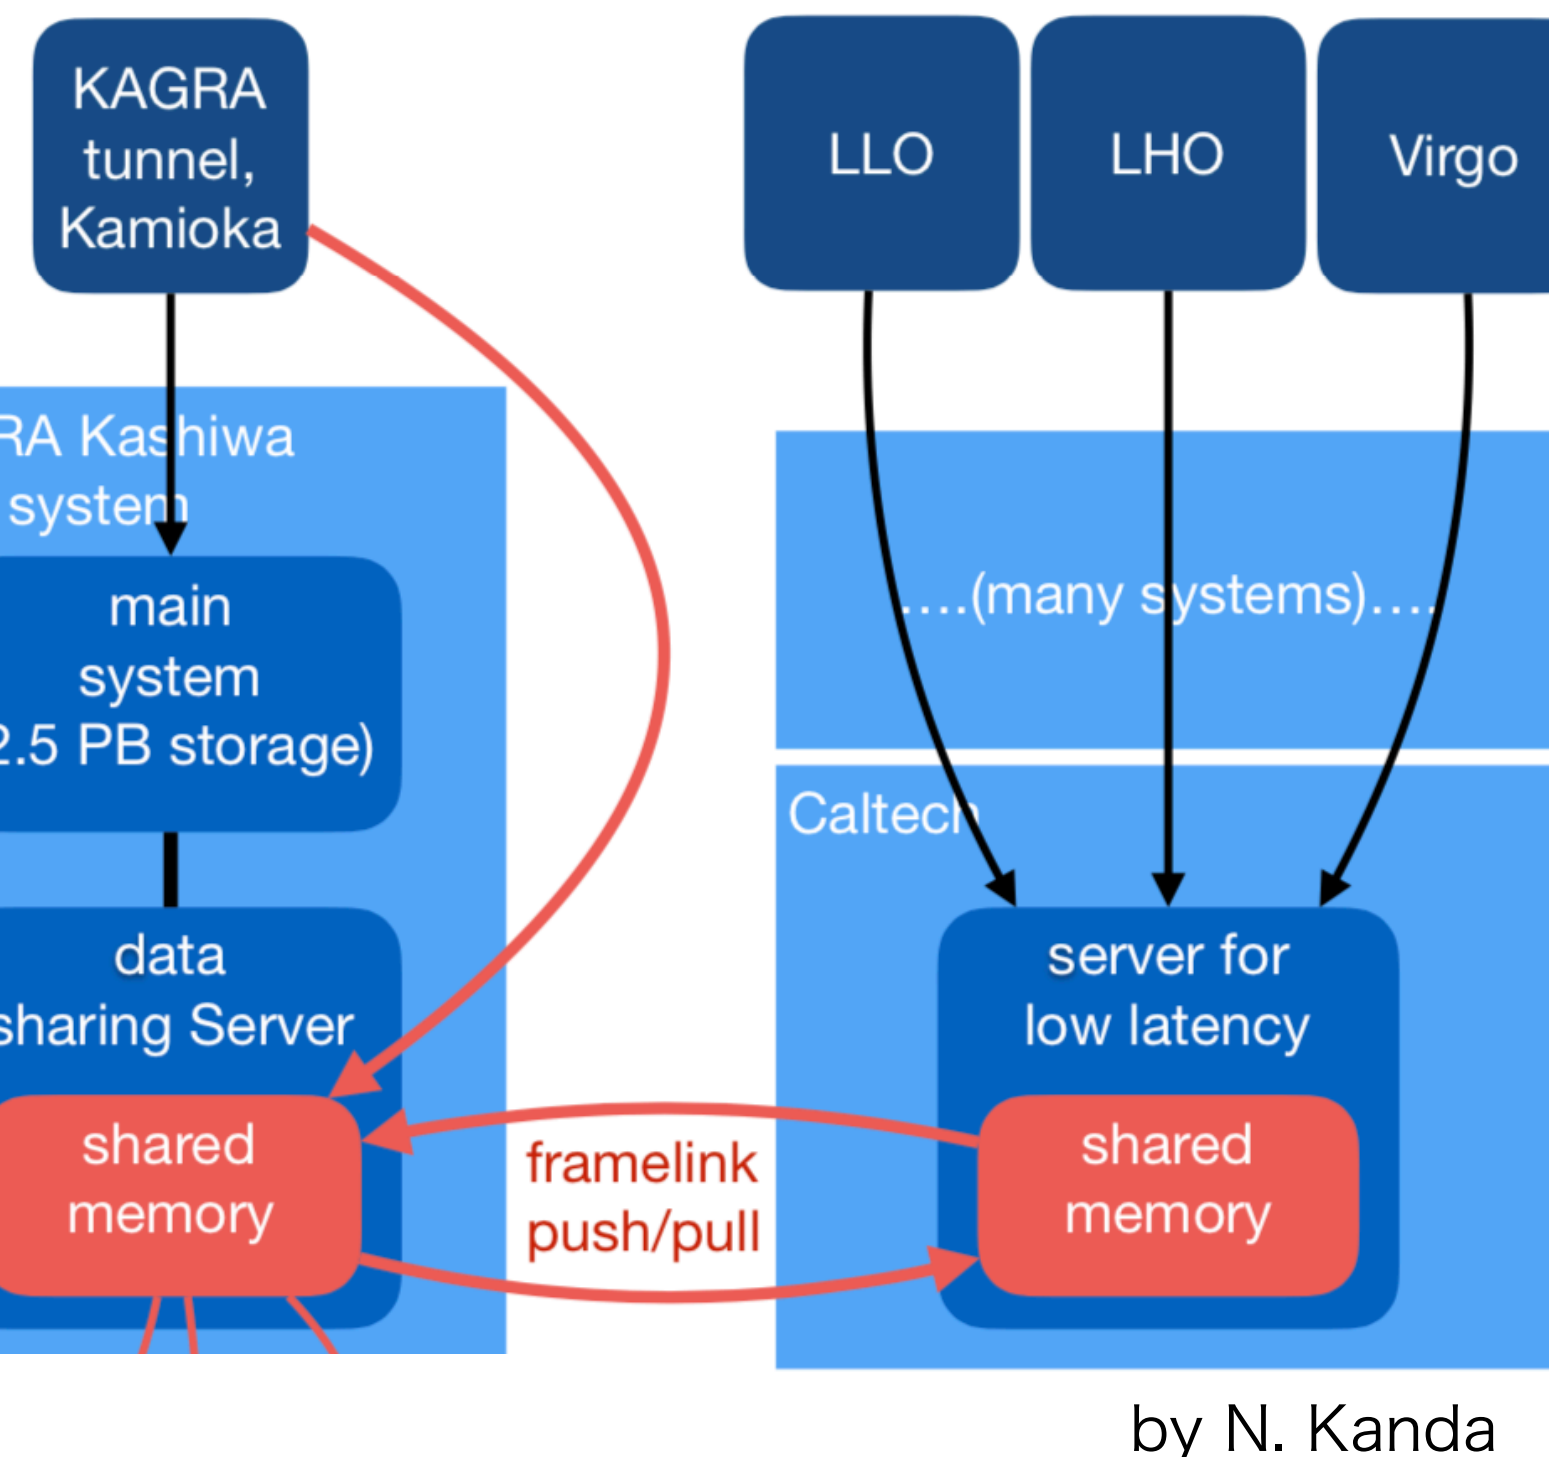 KAGRA
tunnel,
Kamioka
LLO
LHO
Virgo
RA Kashiwa
system
main
system
2.5 PB storage)
data
sharing Server
shared
memory
framelink
push/pull
....(many systems)....
Caltech
server for
low latency
shared
memory
by N. Kanda